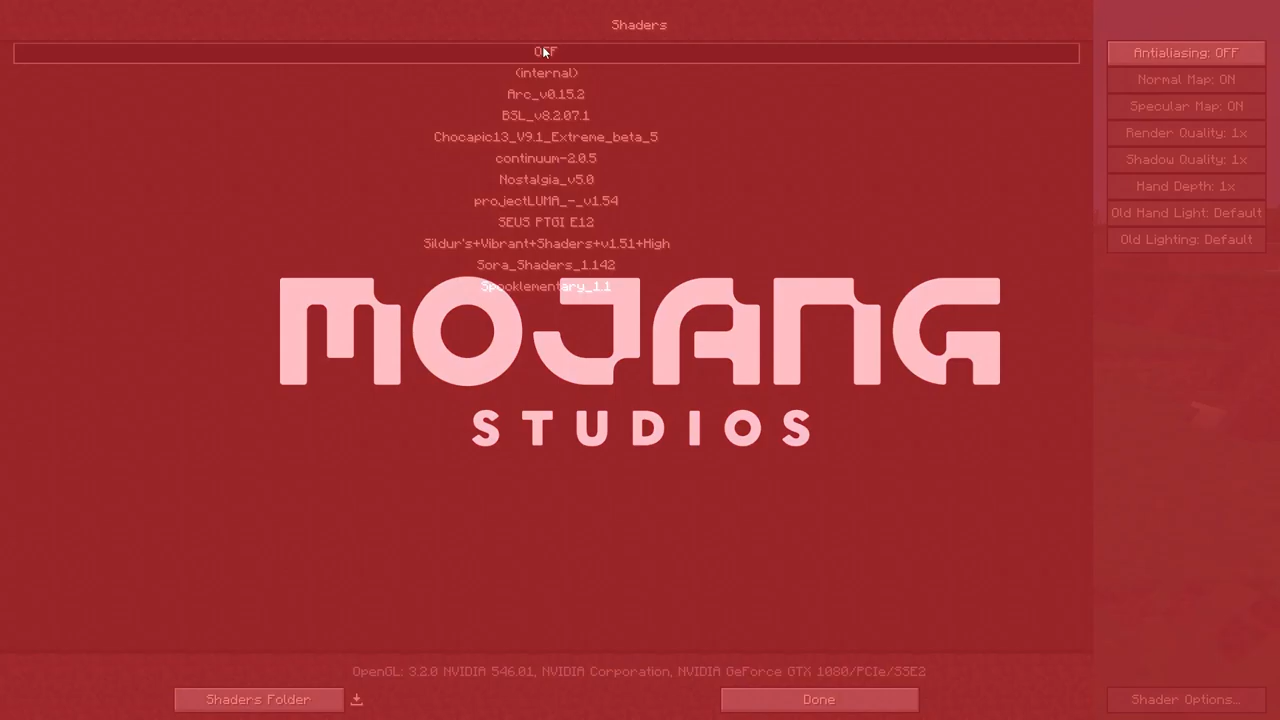 Shaders
OFF
(internal)
Arc_v0.15.2
BSL_v8.2.07.1
Chocapic13_V9.1_Extreme_beta_5
continuum-2.0.5
Nostalgia_v5.0
projectLUMA_-_v1.54
SEUS PTGI E12
Sildur's+Vibrant+Shaders+v1.51+High
Sora_Shaders_1.142
Spooklementary_1.1
Antialiasing: OFF
Normal Map: ON
Specular Map: ON
Render Quality: 1x
Shadow Quality: 1x
Hand Depth: 1x
Old Hand Light: Default
Old Lighting: Default
MOJANG
STUDIOS
OpenGL: 3.2.0 NVIDIA 546.01, NVIDIA Corporation, NVIDIA GeForce GTX 1080/PCIe/SSE2
Shaders Folder
Done
Shader Options...